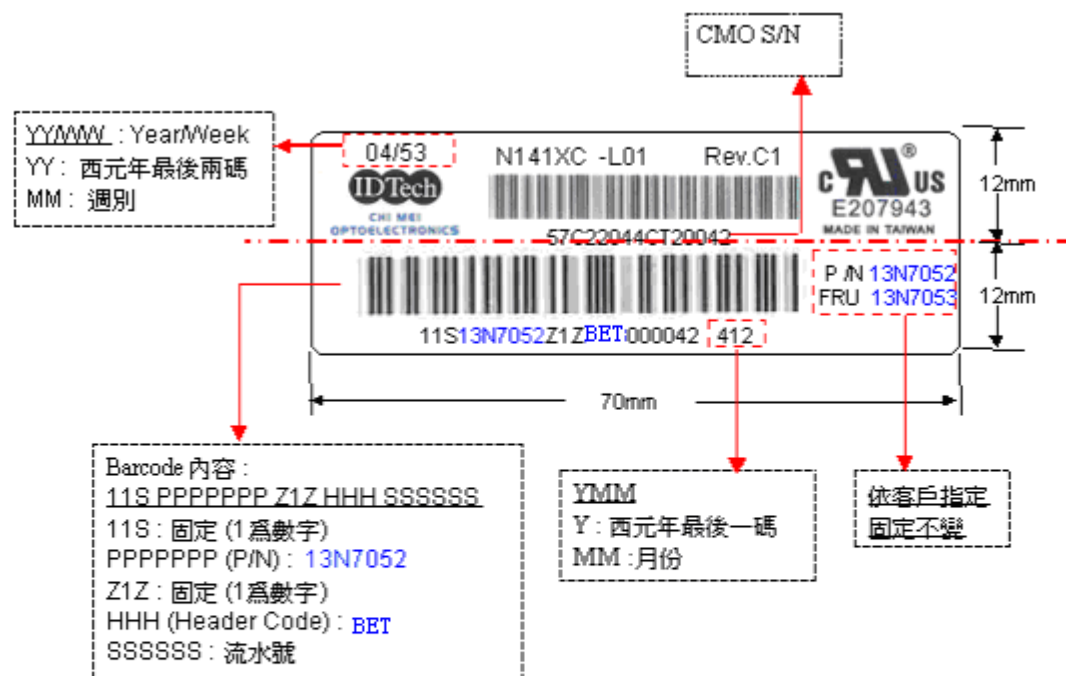 CMO S/N
YY/WW : Year/Week
YY : 西元年最後兩碼
MM : 週別
04/53
N141XC -L01 Rev.C1
IDTech
CHI MEI
OPTOELECTRONICS
57C22044CT20042
C RU ® US
E207943
MADE IN TAIWAN
12mm
P/N 13N7052
FRU 13N7053
12mm
11S13N7052Z1ZBET000042 412
70mm
Barcode 內容 :
11S PPPPPPP Z1Z HHH SSSSSS
11S : 固定 (1爲數字)
PPPPPPP (P/N) : 13N7052
Z1Z : 固定 (1爲數字)
HHH (Header Code) : BET
SSSSSS : 流水號
YMM
Y : 西元年最後一碼
MM :月份
依客戶指定
固定不變